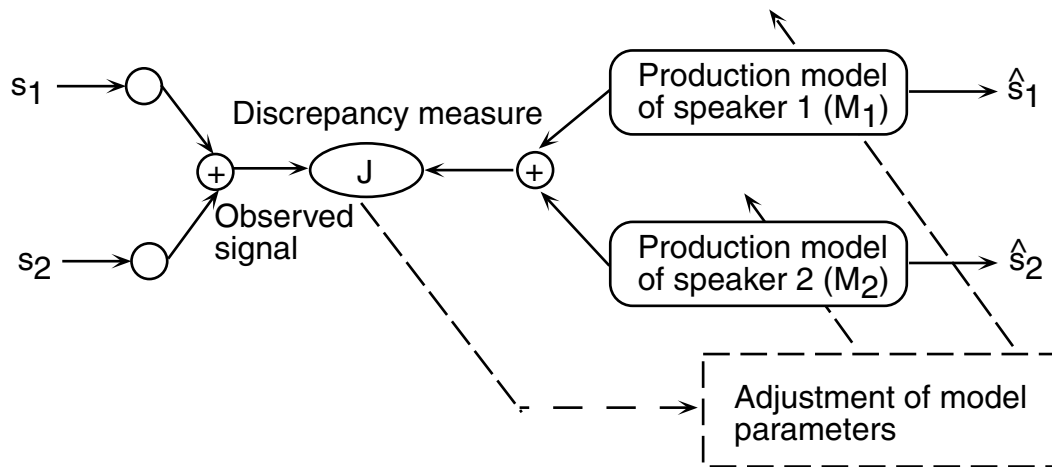 s1
s2
+
Observed
signal
Discrepancy measure
J
+
Production model
of speaker 1 (M1)
ŝ1
Production model
of speaker 2 (M2)
ŝ2
Adjustment of model
parameters